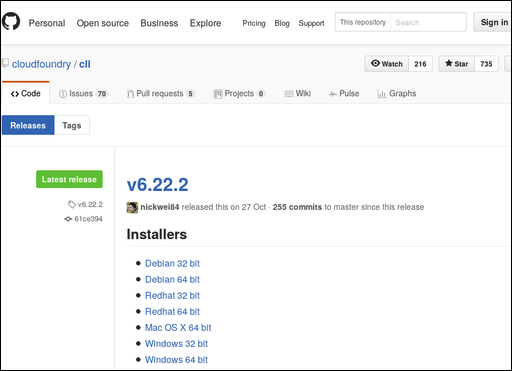 Personal Open source Business Explore Pricing Blog Support This repository Search Sign in
cloudfoundry / cli Watch 216 Star 735
Code Issues 70 Pull requests 5 Projects 0 Wiki Pulse Graphs
Releases Tags
Latest release
v6.22.2
61ce394
v6.22.2
nickwei84 released this on 27 Oct · 255 commits to master since this release
Installers
Debian 32 bit
Debian 64 bit
Redhat 32 bit
Redhat 64 bit
Mac OS X 64 bit
Windows 32 bit
Windows 64 bit